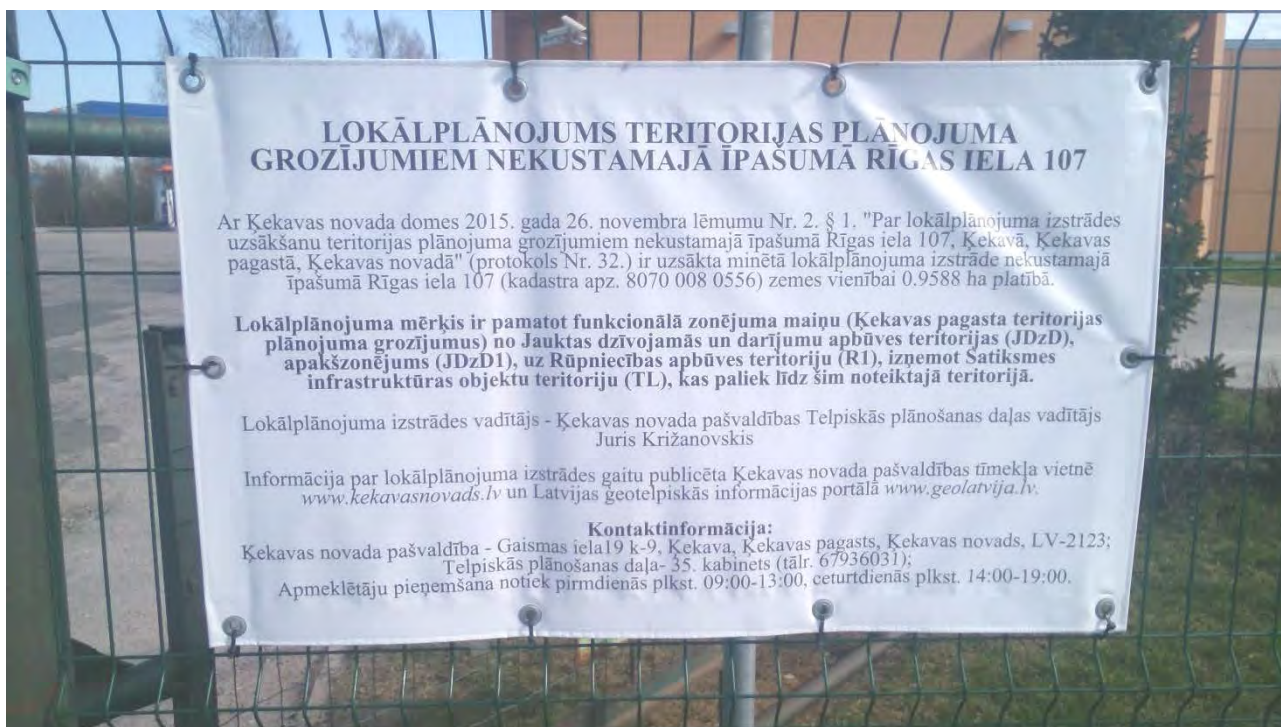 LOKĀLPLĀNOJUMS TERITORIJAS PLĀNOJUMA
GROZĪJUMIEM NEKUSTAMAJĀ ĪPAŠUMĀ RĪGAS IELA 107
Ar Ķekavas novada domes 2015. gada 26. novembra lēmumu Nr. 2. § 1. "Par lokālplānojuma izstrādes
uzsākšanu teritorijas plānojuma grozījumiem nekustamajā īpašumā Rīgas iela 107, Ķekavā, Ķekavas
pagastā, Ķekavas novadā" (protokols Nr. 32.) ir uzsākta minētā lokālplānojuma izstrāde nekustamajā
īpašumā Rīgas iela 107 (kadastra apz. 8070 008 0556) zemes vienībai 0.9588 ha platībā.
Lokālplānojuma mērķis ir pamatot funkcionālā zonējuma maiņu (Ķekavas pagasta teritorijas
plānojuma grozījumus) no Jauktas dzīvojamās un darījumu apbūves teritorijas (JDzD),
apakšzonējums (JDzD1), uz Rūpniecības apbūves teritoriju (R1), izņemot Satiksmes
infrastruktūras objektu teritoriju (TL), kas paliek līdz šim noteiktajā teritorijā.
Lokālplānojuma izstrādes vadītājs - Ķekavas novada pašvaldības Telpiskās plānošanas daļas vadītājs
Juris Križanovskis
Informācija par lokālplānojuma izstrādes gaitu publicēta Ķekavas novada pašvaldības tīmekļa vietnē
www.kekavasnovads.lv un Latvijas ģeotelpiskās informācijas portālā www.geolatvija.lv.
Kontaktinformācija:
Ķekavas novada pašvaldība - Gaismas iela19 k-9, Ķekava, Ķekavas pagasts, Ķekavas novads, LV-2123;
Telpiskās plānošanas daļa- 35. kabinets (tālr. 67936031);
Apmeklētāju pieņemšana notiek pirmdienās plkst. 09:00-13:00, ceturtdienās plkst. 14:00-19:00.